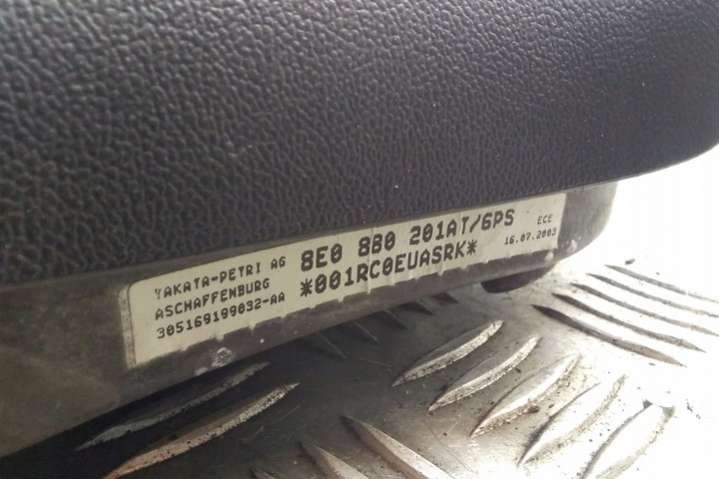 TAKATA-PETRI AG
ASCHAFFENBURG
305169199032-AA
8E0 880 201AT/6PS
*001RC0EUASRK*
ECE
16.07.2003